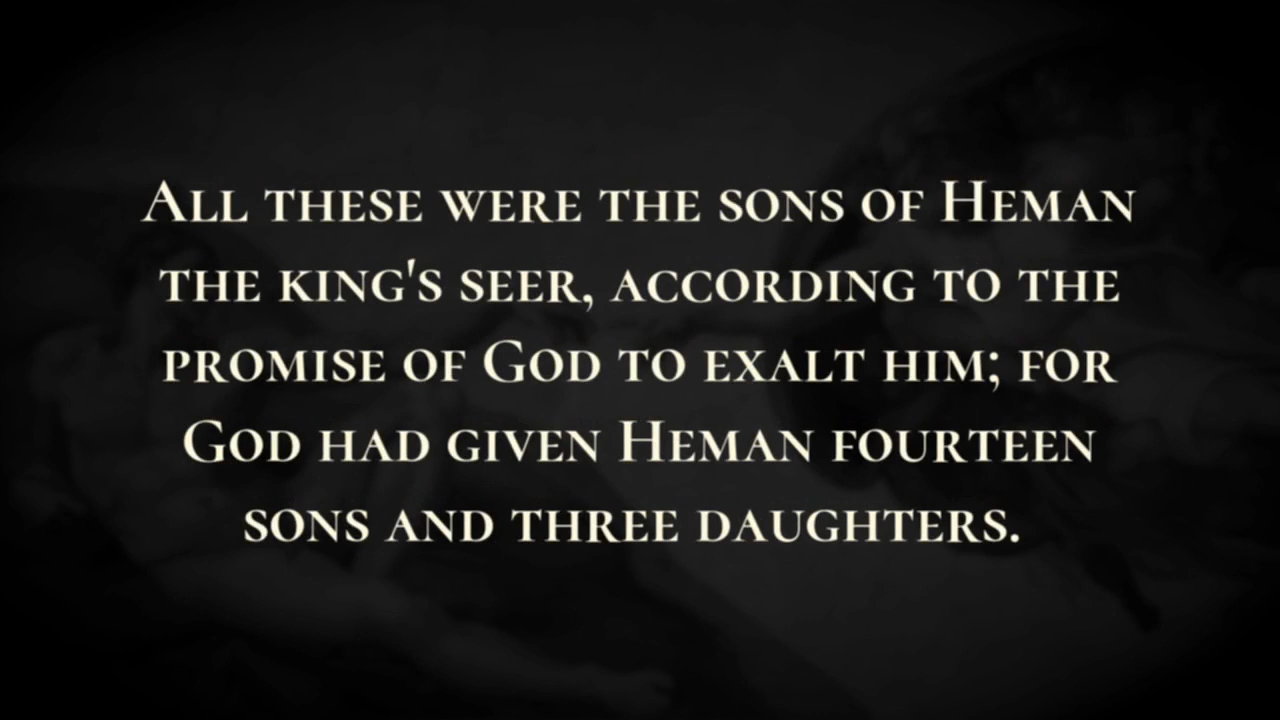 All these were the sons of Heman
the king's seer, according to the
promise of God to exalt him; for
God had given Heman fourteen
sons and three daughters.